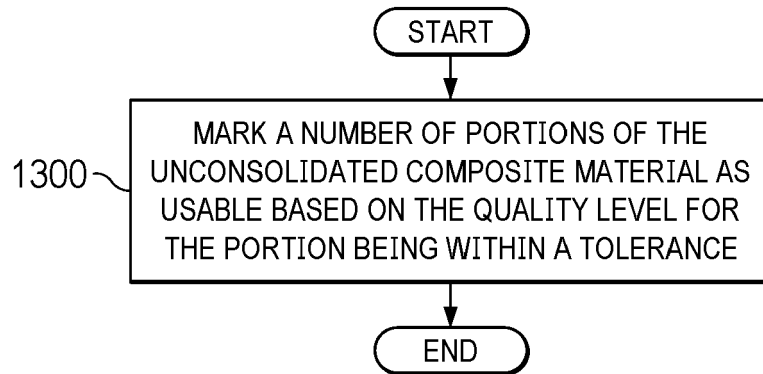 START
1300
MARK A NUMBER OF PORTIONS OF THE
UNCONSOLIDATED COMPOSITE MATERIAL AS
USABLE BASED ON THE QUALITY LEVEL FOR
THE PORTION BEING WITHIN A TOLERANCE
END